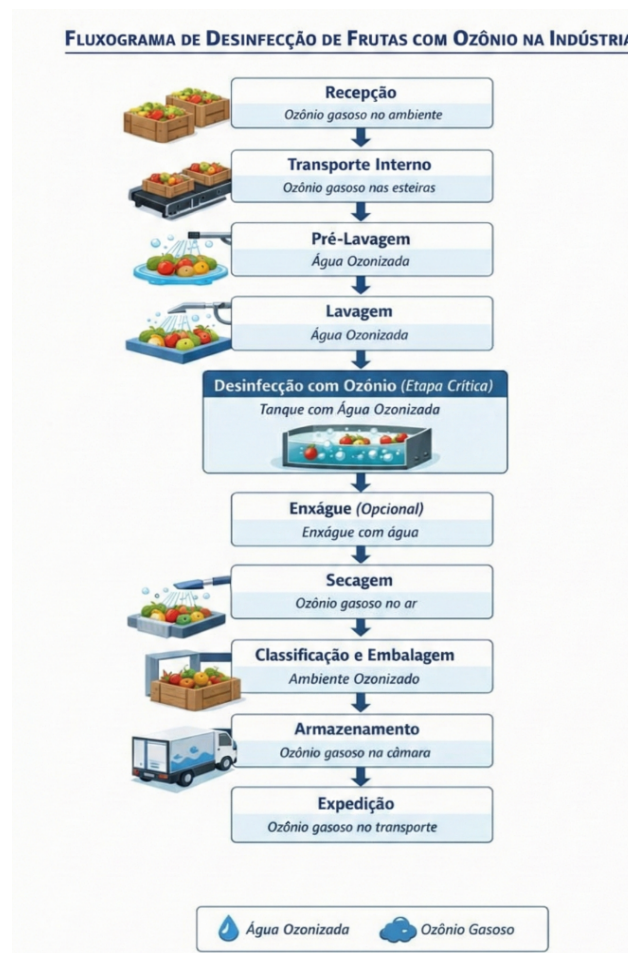 FLUXOGRAMA DE DESINFECÇÃO DE FRUTAS COM OZÔNIO NA INDÚSTRIA
Recepção
Ozônio gasoso no ambiente
Transporte Interno
Ozônio gasoso nas esteiras
Pré-Lavagem
Água Ozonizada
Lavagem
Água Ozonizada
Desinfecção com Ozónio (Etapa Crítica)
Tanque com Água Ozonizada
Enxágue (Opcional)
Enxágue com água
Secagem
Ozônio gasoso no ar
Classificação e Embalagem
Ambiente Ozonizado
Armazenamento
Ozônio gasoso na câmara
Expedição
Ozônio gasoso no transporte
Água Ozonizada Ozônio Gasoso